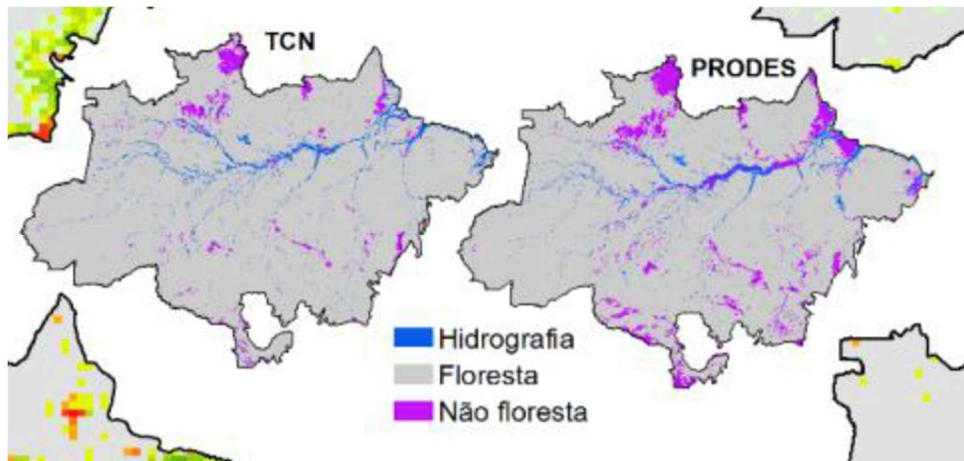 TCN
PRODES
Hidrografia
Floresta
Não floresta